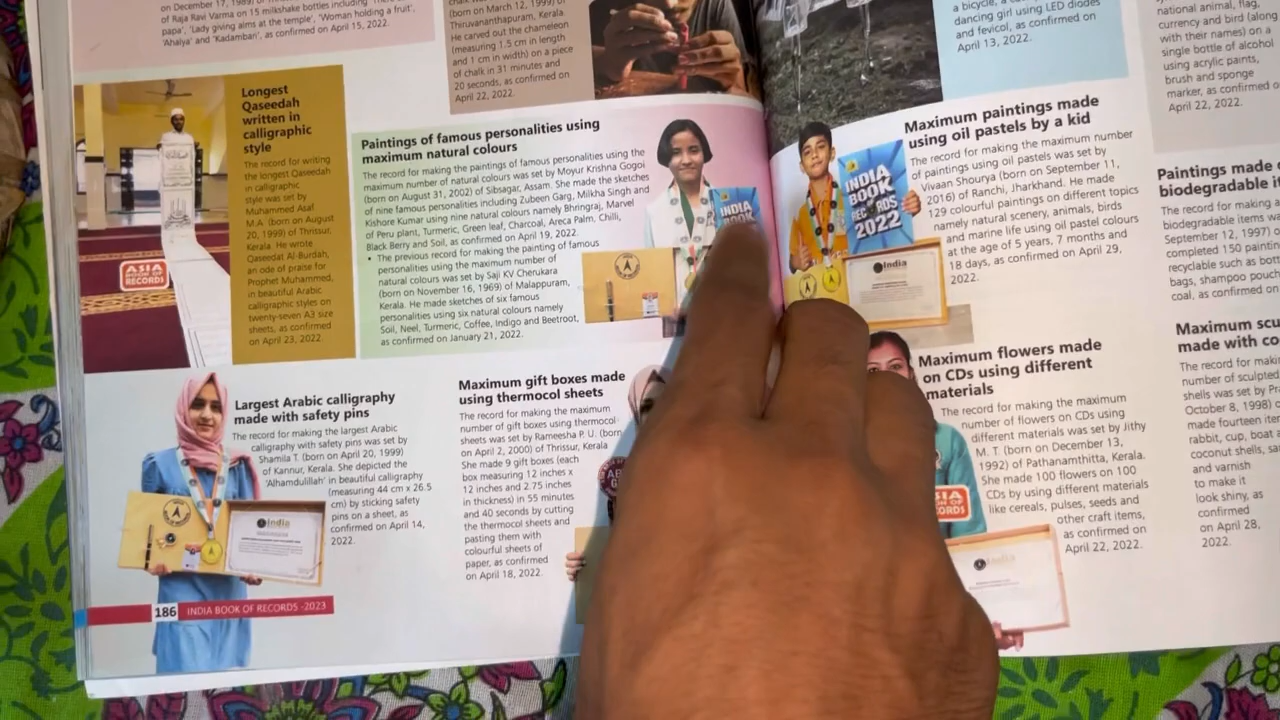 of Raja Ravi Varma on 15 milkshake bottles including
papa', 'Lady giving aims at the temple', 'Woman holding a fruit',
'Ahalya' and 'Kadamban', as confirmed on April 15, 2022.
(born on March 12, 1999) of
Thiruvananthapuram, Kerala.
He carved out the chameleon
(measuring 1.5 cm in length
and 1 cm in width) on a piece
of chalk in 31 minutes and
20 seconds, as confirmed on
April 22, 2022.
Longest
Qaseedah
written in
calligraphic
style
The record for writing
the longest Qaseedah
in calligraphic
style was set by
Muhammed Asaf
M.A (born on August
20, 1999) of Thrissur,
Kerala. He wrote
Qaseedat Al-Burdah,
an ode of praise for
Prophet Muhammed,
in beautiful Arabic
calligraphic styles on
twenty-seven A3 size
sheets, as confirmed
on April 23, 2022.
ASIA
BOOK OF
RECORDS
Paintings of famous personalities using
maximum natural colours
The record for making the paintings of famous personalities using the
maximum number of natural colours was set by Moyur Krishna Gogoi
(born on August 31, 2002) of Sibsagar, Assam. She made the sketches
of nine famous personalities including Zubeen Garg, Milkha Singh and
Kishore Kumar using nine natural colours namely Bhringraj, Marvel
of Peru plant, Turmeric, Green leaf, Charcoal, Areca Palm, Chilli,
Black Berry and Soil, as confirmed on April 19, 2022.
• The previous record for making the painting of famous
personalities using the maximum number of
natural colours was set by Saji KV Cherukara
(born on November 16, 1969) of Malappuram,
Kerala. He made sketches of six famous
personalities using six natural colours namely
Soil, Neel, Turmeric, Coffee, Indigo and Beetroot,
as confirmed on January 21, 2022.
INDIA
BOOK
Largest Arabic calligraphy
made with safety pins
The record for making the largest Arabic
calligraphy with safety pins was set by
Shamila T. (born on April 20, 1999)
of Kannur, Kerala. She depicted the
'Alhamdulillah' in beautiful calligraphy
(measuring 44 cm x 26.5
cm) by sticking safety
pins on a sheet, as
confirmed on April 14,
2022.
India
Maximum gift boxes made
using thermocol sheets
The record for making the maximum
number of gift boxes using thermocol
sheets was set by Rameesha P. U. (born
on April 2, 2000) of Thrissur, Kerala
She made 9 gift boxes (each
box measuring 12 inches x
12 inches and 2.75 inches
in thickness) in 55 minutes
and 40 seconds by cutting
the thermocol sheets and
pasting them with
colourful sheets of
paper, as confirmed
on April 18, 2022.
186 INDIA BOOK OF RECORDS -2023
a bicycle, a
dancing girl using LED diodes
and fevicol, as confirmed on
April 13, 2022.
Maximum paintings made
using oil pastels by a kid
The record for making the maximum number
of paintings using oil pastels was set by
Vivaan Shourya (born on September 11,
2016) of Ranchi, Jharkhand. He made
129 colourful paintings on different topics
namely natural scenery, animals, birds
and marine life using oil pastel colours
at the age of 5 years, 7 months and
18 days, as confirmed on April 29,
2022.
INDIA
BOOK OF
RECORDS
2022
India
Maximum flowers made
on CDs using different
materials
The record for making the maximum
number of flowers on CDs using
different materials was set by Jithy
M. T. (born on December 13,
1992) of Pathanamthitta, Kerala.
She made 100 flowers on 100
CDs by using different materials
like cereals, pulses, seeds and
other craft items,
as confirmed on
April 22, 2022.
national animal, flag,
currency and bird (along
with their names) on a
single bottle of alcohol
using acrylic paints,
brush and sponge
marker, as confirmed
April 22, 2022.
Paintings made
biodegradable
The record for making
biodegradable items
September 12, 1997)
completed 150
recyclable such as
bags, shampoo
coal, as confirmed
Maximum
made with
The record for
number of sculpted
shells was set by
October 8, 1998)
made fourteen
rabbit, cup, boat
coconut shells,
and varnish
to make it
look shiny, as
confirmed
on April 28,
2022.